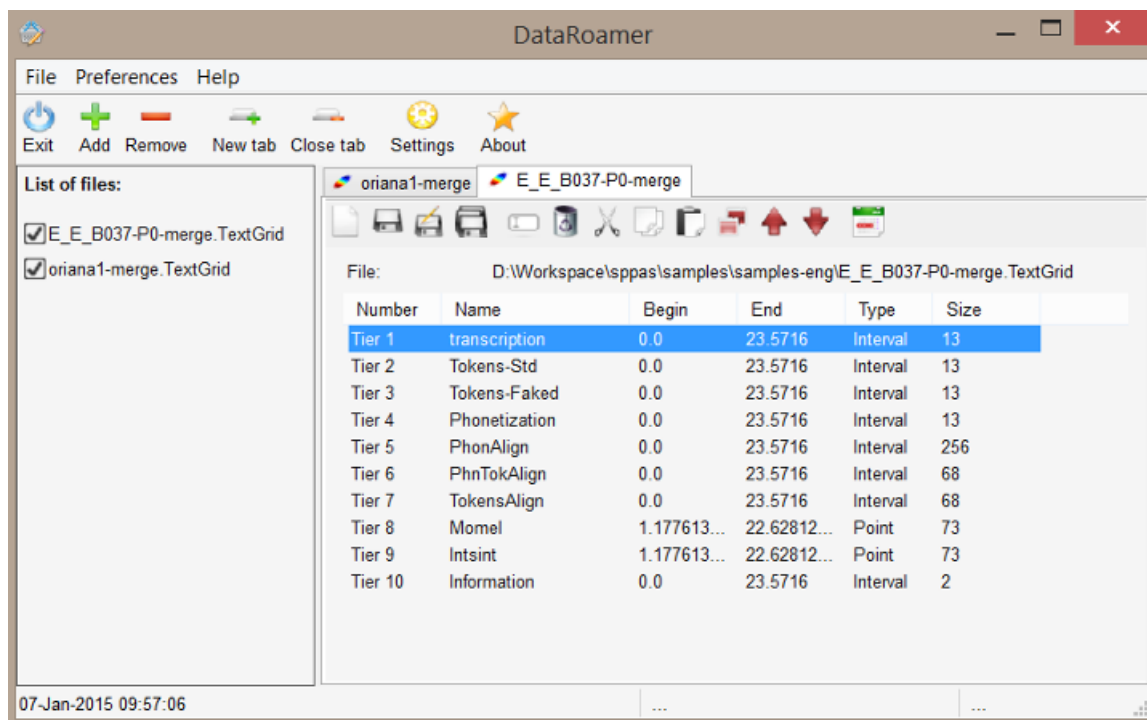 DataRoamer
File Preferences Help
Exit Add Remove New tab Close tab Settings About
List of files:
E_E_B037-P0-merge.TextGrid
oriana1-merge.TextGrid
oriana1-merge E_E_B037-P0-merge
File: D:\Workspace\sppas\samples\samples-eng\E_E_B037-P0-merge.TextGrid
Number Name Begin End Type Size
Tier 1 transcription 0.0 23.5716 Interval 13
Tier 2 Tokens-Std 0.0 23.5716 Interval 13
Tier 3 Tokens-Faked 0.0 23.5716 Interval 13
Tier 4 Phonetization 0.0 23.5716 Interval 13
Tier 5 PhonAlign 0.0 23.5716 Interval 256
Tier 6 PhnTokAlign 0.0 23.5716 Interval 68
Tier 7 TokensAlign 0.0 23.5716 Interval 68
Tier 8 Momel 1.177613... 22.62812... Point 73
Tier 9 Intsint 1.177613... 22.62812... Point 73
Tier 10 Information 0.0 23.5716 Interval 2
07-Jan-2015 09:57:06 ... ...